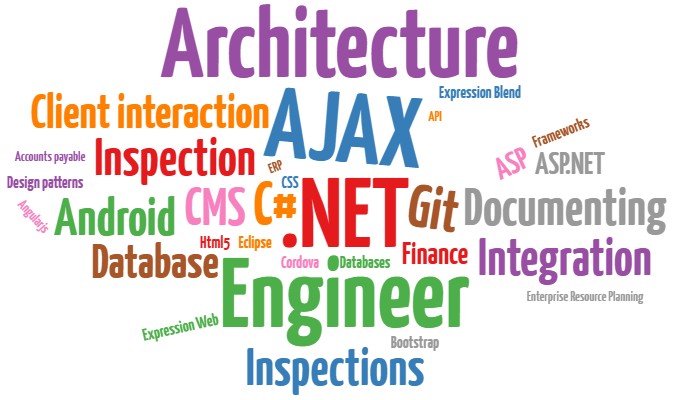 Architecture
Expression Blend
Client interaction
AJAX
API
Frameworks
Accounts payable
Inspection
ERP
ASP
ASP.NET
Design patterns
CSS
Angularjs
Android
CMS
C#
.NET
Git
Documenting
Html5
Eclipse
Database
Cordova
Databases
Finance
Integration
Engineer
Enterprise Resource Planning
Expression Web
Bootstrap
Inspections